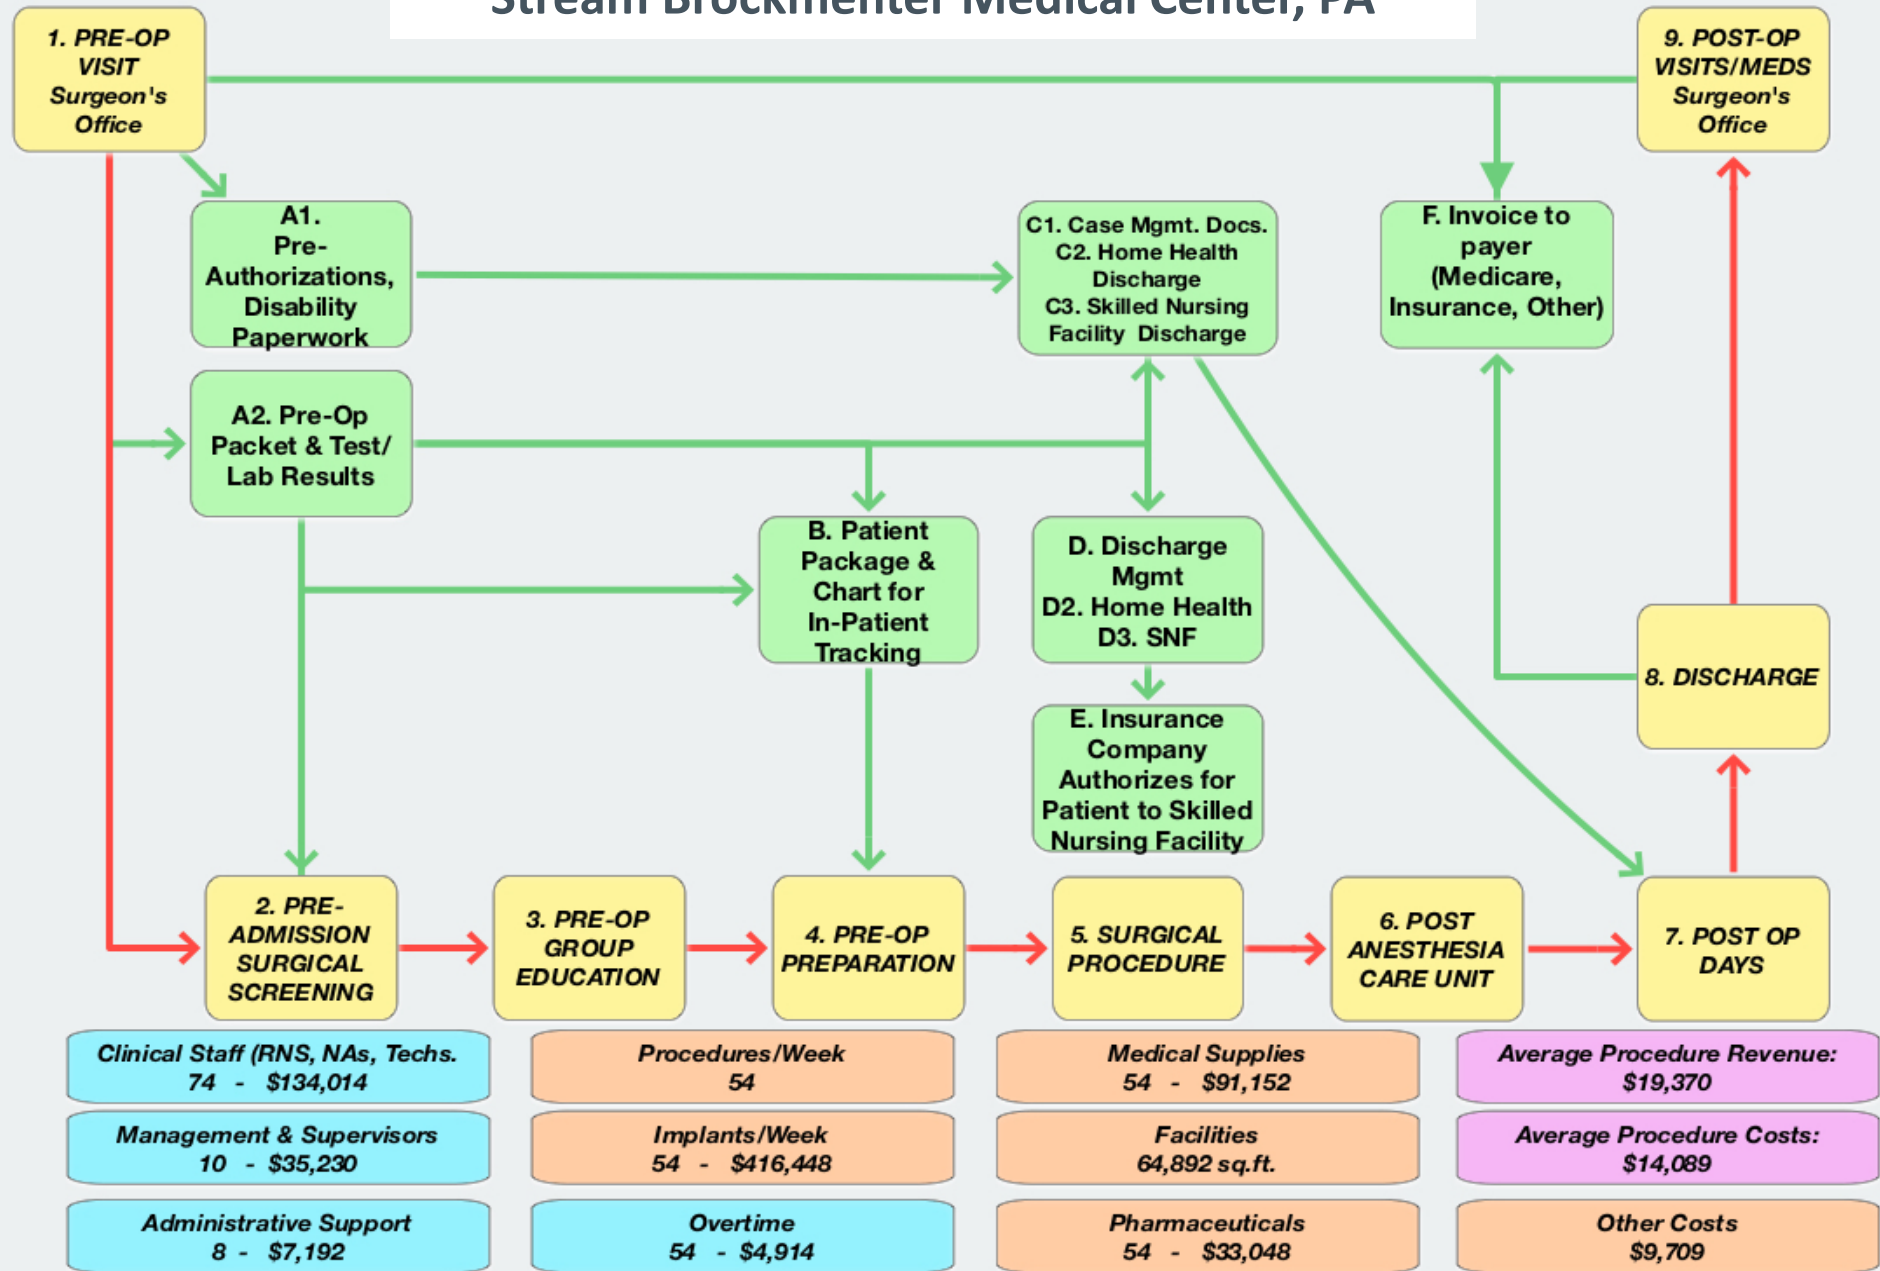 Stream Brockmenter Medical Center, PA
1. PRE-OP
VISIT
Surgeon's
Office
9. POST-OP
VISITS/MEDS
Surgeon's
Office
A1.
Pre-
Authorizations,
Disability
Paperwork
C1. Case Mgmt. Docs.
C2. Home Health
Discharge
C3. Skilled Nursing
Facility Discharge
F. Invoice to
payer
(Medicare,
Insurance, Other)
A2. Pre-Op
Packet & Test/
Lab Results
B. Patient
Package &
Chart for
In-Patient
Tracking
D. Discharge
Mgmt
D2. Home Health
D3. SNF
8. DISCHARGE
E. Insurance
Company
Authorizes for
Patient to Skilled
Nursing Facility
2. PRE-
ADMISSION
SURGICAL
SCREENING
3. PRE-OP
GROUP
EDUCATION
4. PRE-OP
PREPARATION
5. SURGICAL
PROCEDURE
6. POST
ANESTHESIA
CARE UNIT
7. POST OP
DAYS
Clinical Staff (RNS, NAs, Techs.
74 - $134,014
Procedures/Week
54
Medical Supplies
54 - $91,152
Average Procedure Revenue:
$19,370
Management & Supervisors
10 - $35,230
Implants/Week
54 - $416,448
Facilities
64,892 sq.ft.
Average Procedure Costs:
$14,089
Administrative Support
8 - $7,192
Overtime
54 - $4,914
Pharmaceuticals
54 - $33,048
Other Costs
$9,709